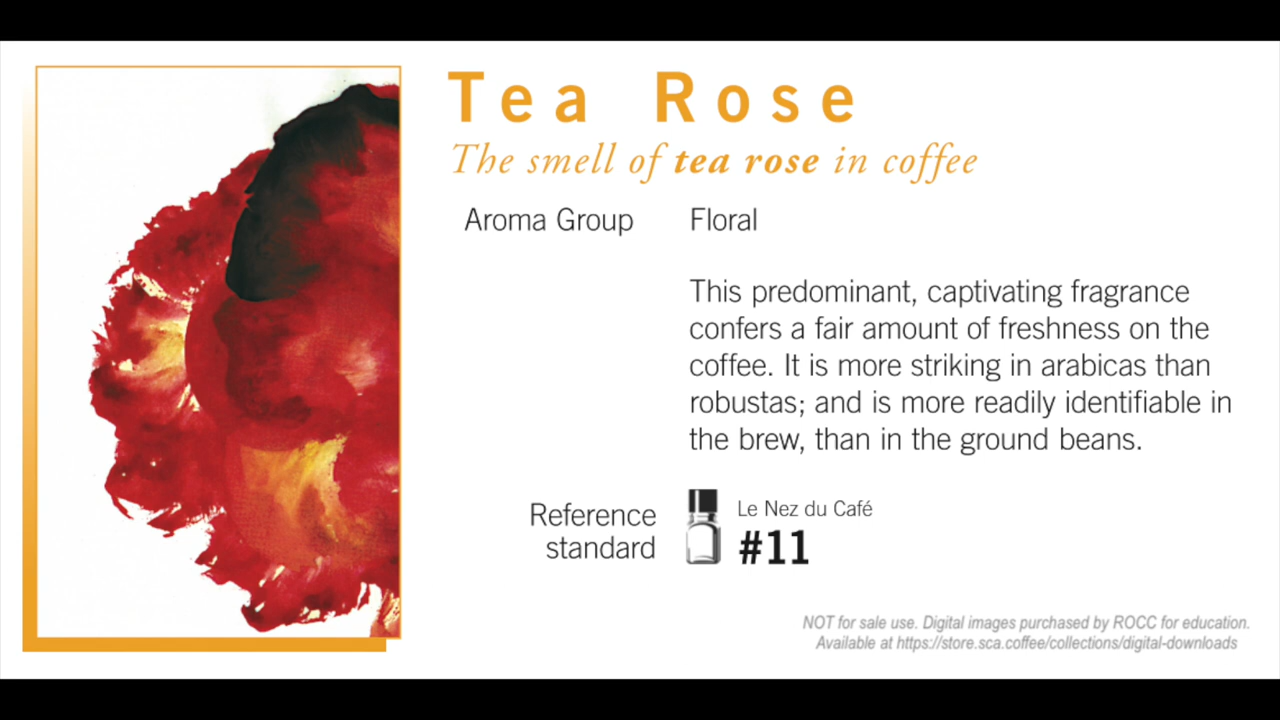 Tea Rose
The smell of tea rose in coffee
Aroma Group Floral
This predominant, captivating fragrance
confers a fair amount of freshness on the
coffee. It is more striking in arabicas than
robustas; and is more readily identifiable in
the brew, than in the ground beans.
Reference
standard
Le Nez du Café
#11
NOT for sale use. Digital images purchased by ROCC for education.
Available at https://store.sca.coffee/collections/digital-downloads